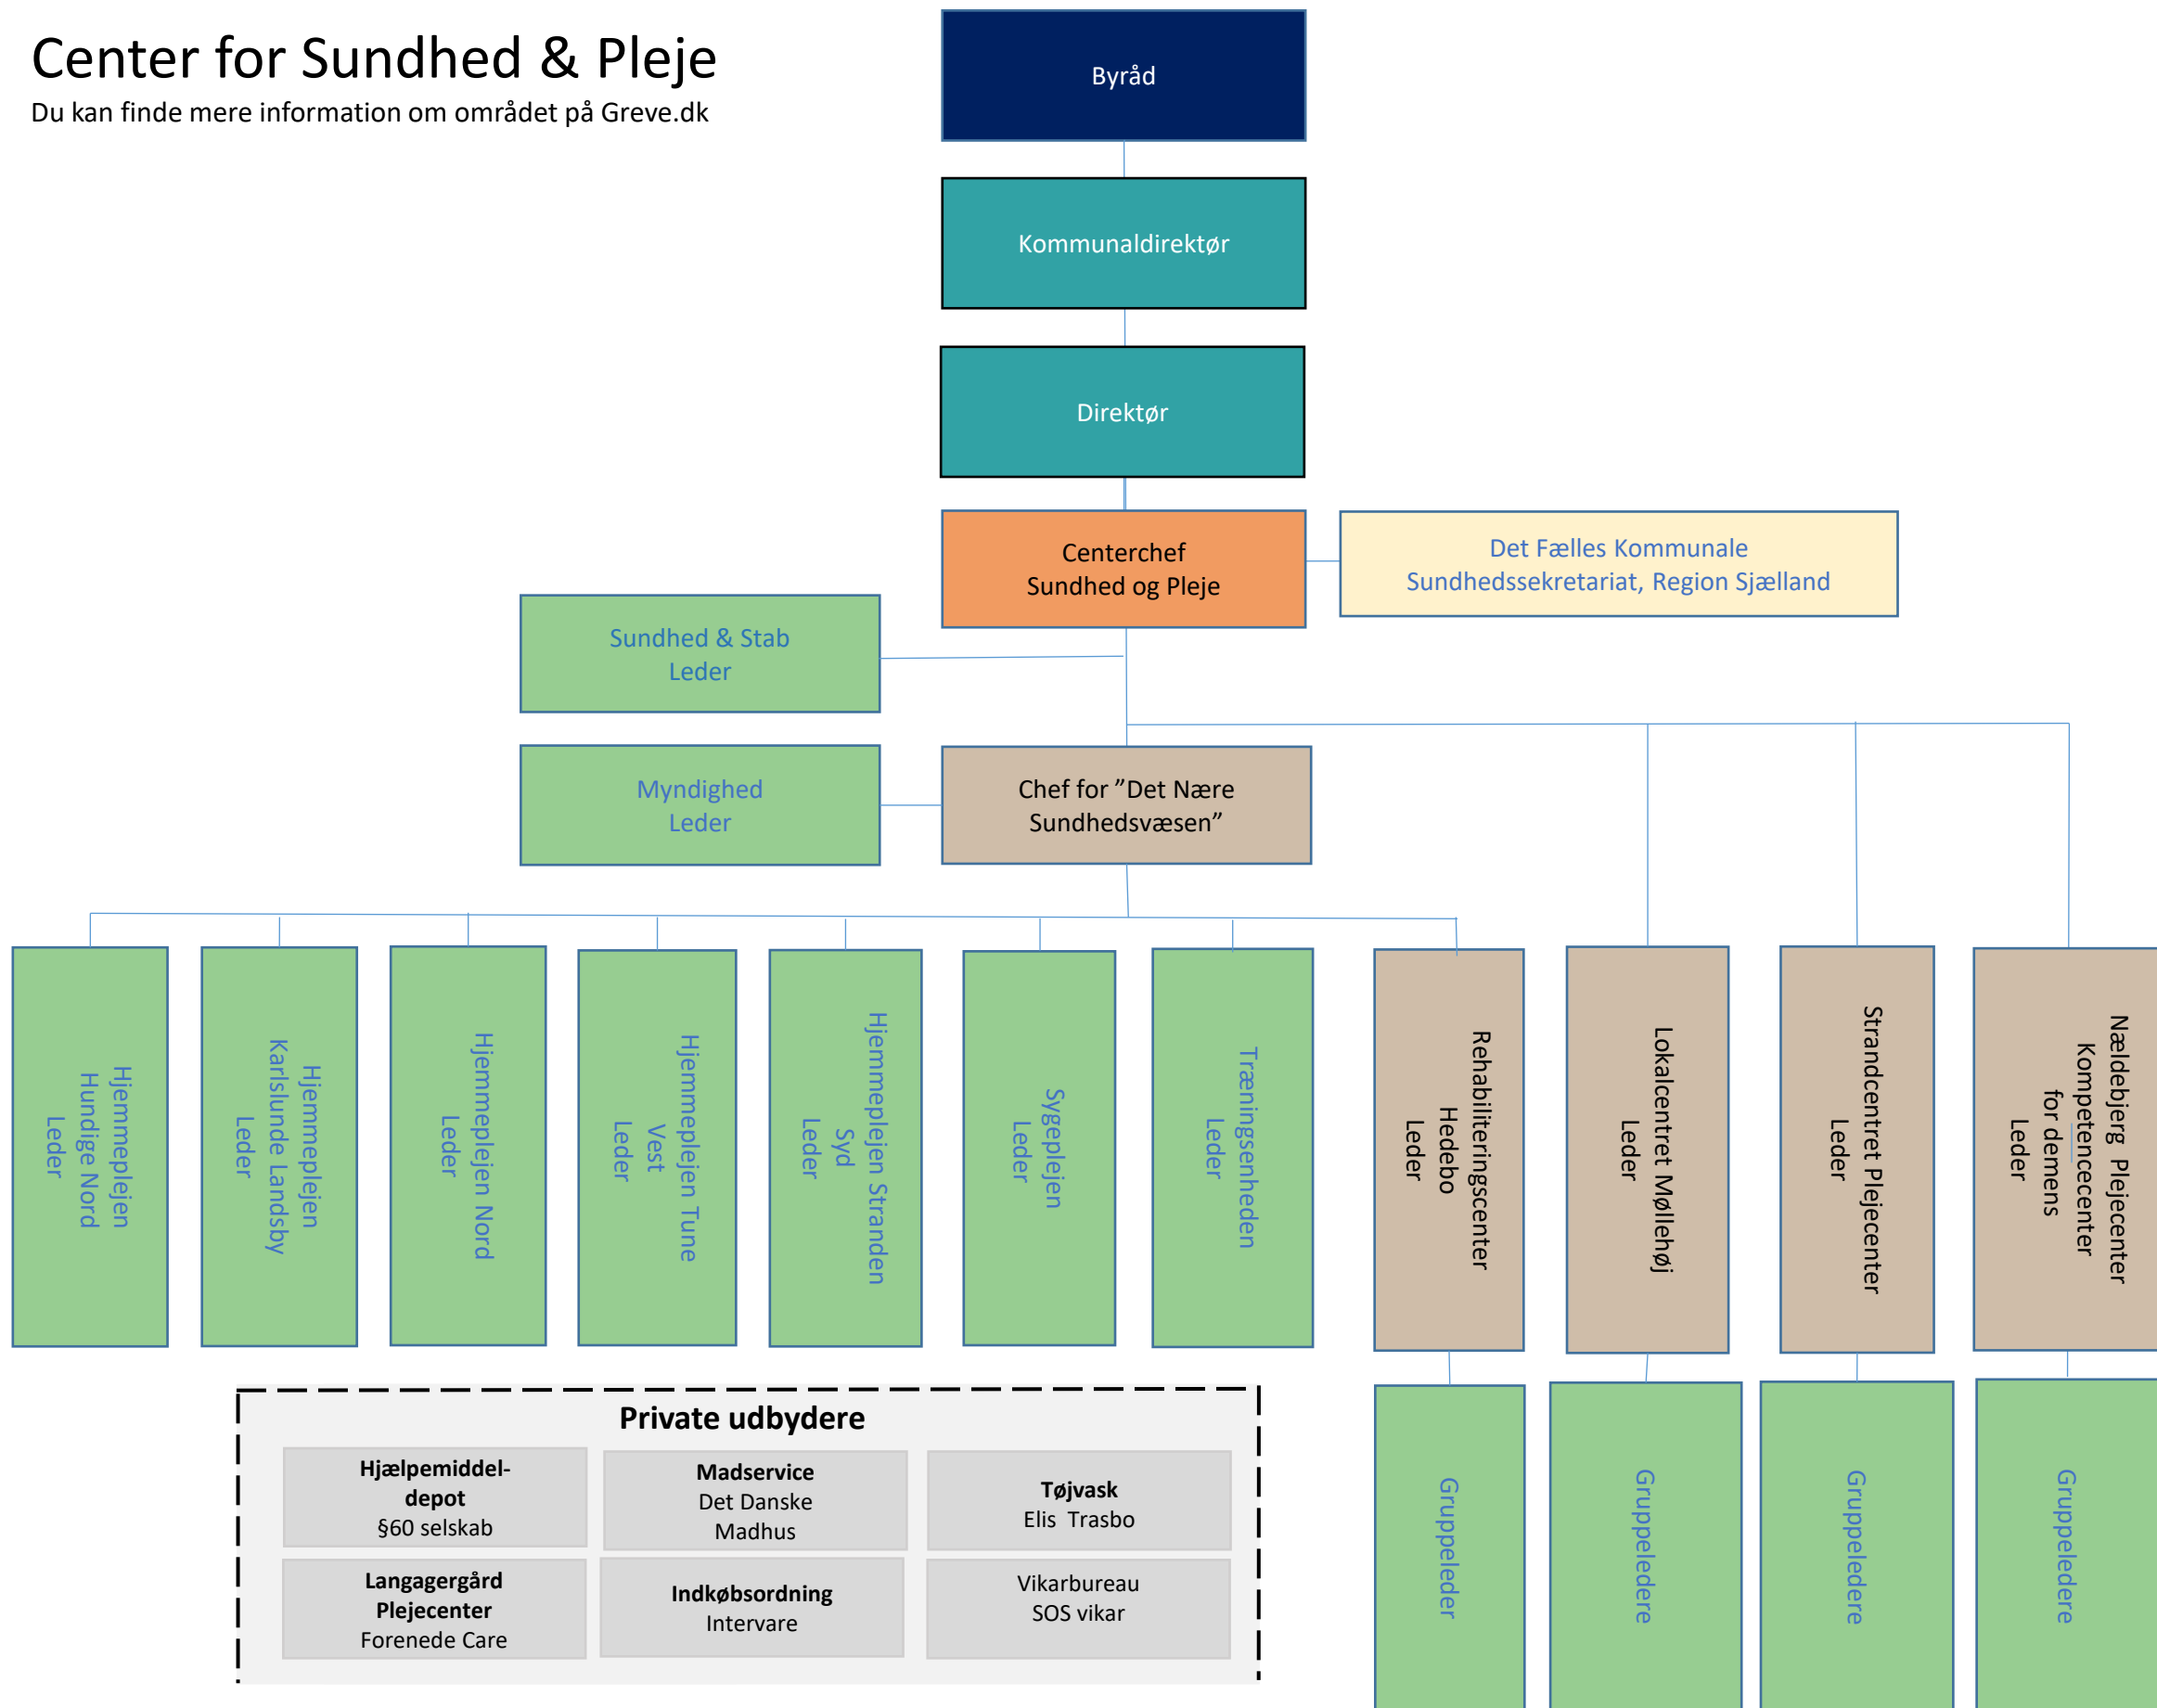 Center for Sundhed & Pleje
Du kan finde mere information om området på Greve.dk
Byråd
Kommunaldirektør
Direktør
Centerchef
Sundhed og Pleje
Det Fælles Kommunale
Sundhedssekretariat, Region Sjælland
Sundhed & Stab
Leder
Myndighed
Leder
Chef for ”Det Nære
Sundhedsvæsen”
Hjemmeplejen
Hundige Nord
Leder
Hjemmeplejen
Karlslunde Landsby
Leder
Hjemmeplejen Nord
Leder
Hjemmeplejen Tune
Vest
Leder
Hjemmeplejen Stranden
Syd
Leder
Sygeplejen
Leder
Træningsenheden
Leder
Rehabiliteringscenter
Hedebo
Leder
Lokalcentret Møllehøj
Leder
Strandcentret Plejecenter
Leder
Nældebjerg Plejecenter
Kompetencecenter
for demens
Leder
Gruppeleder
Gruppeledere
Gruppeledere
Gruppeledere
Private udbydere
Hjælpemiddel-
depot
§60 selskab
Madservice
Det Danske
Madhus
Tøjvask
Elis Trasbo
Langagergård
Plejecenter
Forenede Care
Indkøbsordning
Intervare
Vikarbureau
SOS vikar